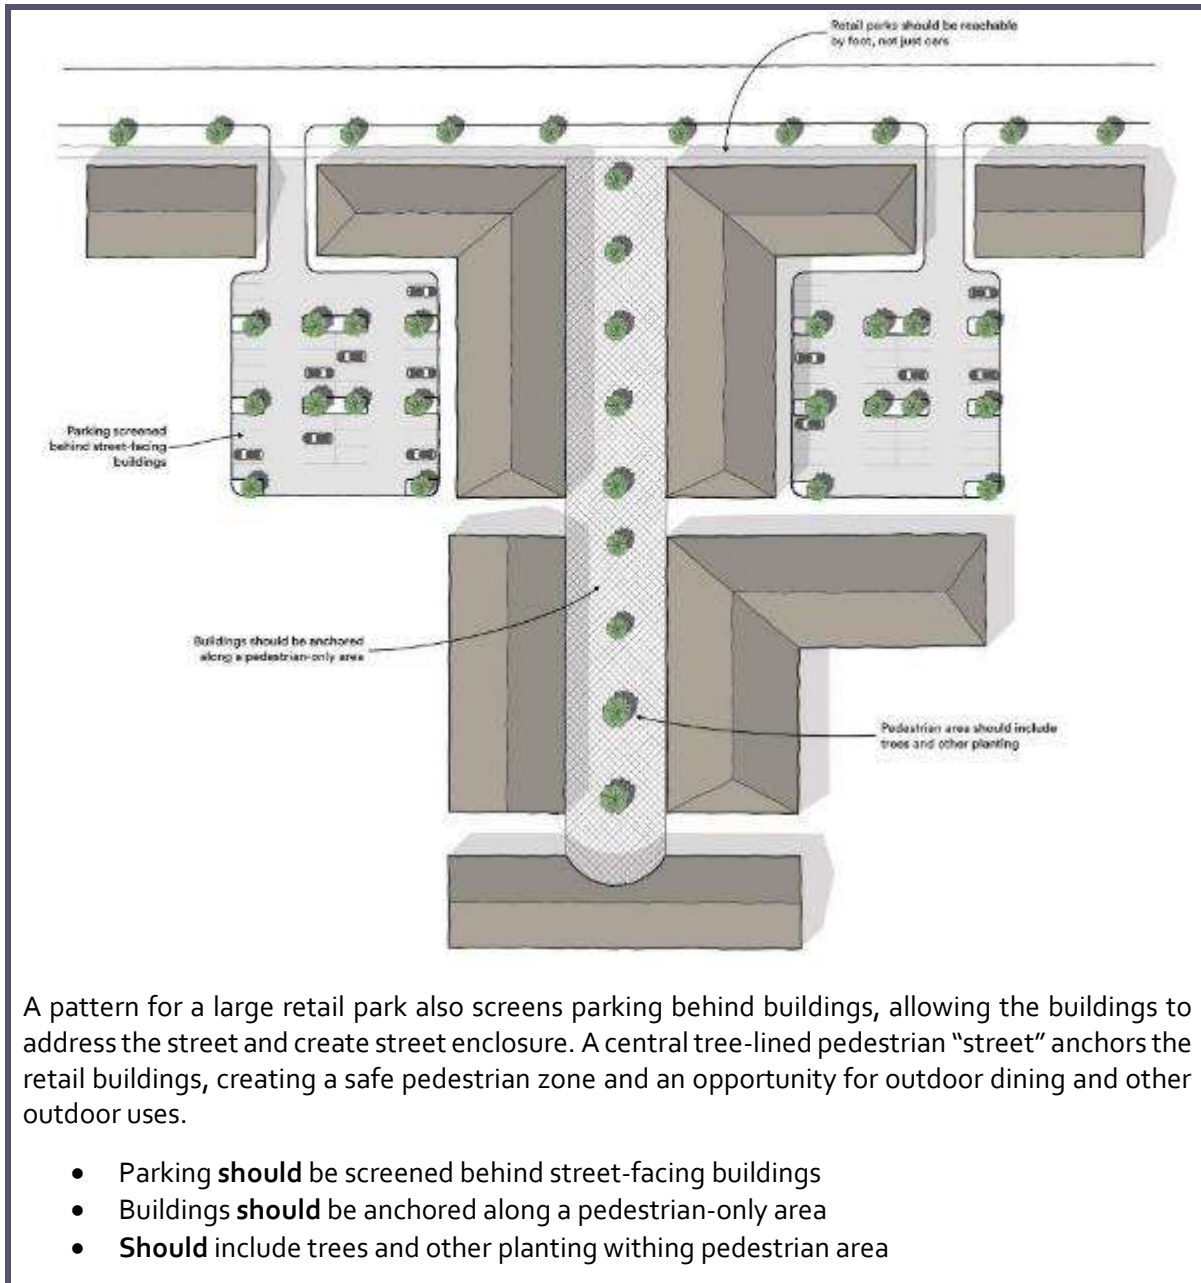 Retail parks should be reachable
by foot, not just cars
Parking screened
behind street-facing
buildings
Buildings should be anchored
along a pedestrian-only area
Pedestrian area should include
trees and other planting
A pattern for a large retail park also screens parking behind buildings, allowing the buildings to
address the street and create street enclosure. A central tree-lined pedestrian “street” anchors the
retail buildings, creating a safe pedestrian zone and an opportunity for outdoor dining and other
outdoor uses.
• Parking should be screened behind street-facing buildings
• Buildings should be anchored along a pedestrian-only area
• Should include trees and other planting withing pedestrian area